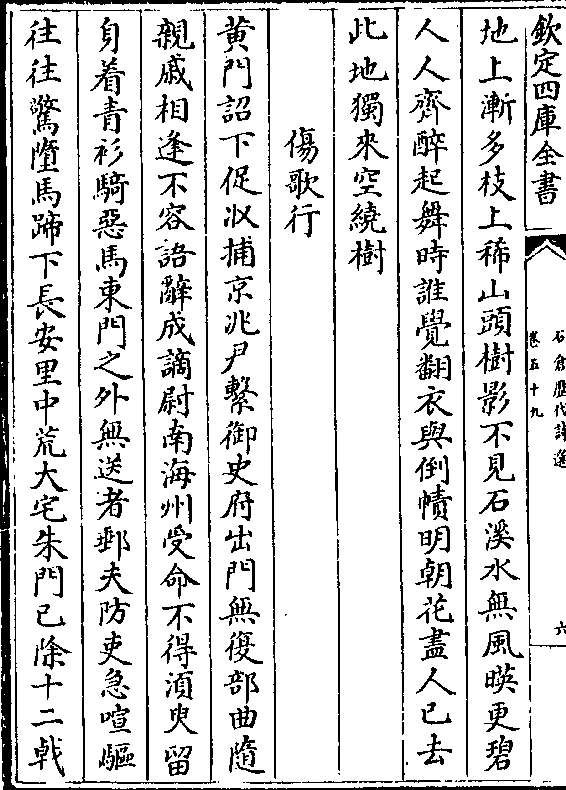 欽定四庫全書
石倉歷代詩選
卷五十九
六
地上漸多枝上稀山頭樹影不見石溪水無風暎更碧
人人齊醉起舞時誰覺翻衣與倒幘明朝花盡人已去
此地獨來空繞樹
傷歌行
黄門詔下促収捕京兆尹繫御史府出門無復部曲隨
親戚相逢不容語辭成謫尉南海州受命不得湏臾留
身着青衫騎惡馬東門之外無送者郵夫防吏急喧驅
往往驚墮馬蹄下長安里中荒大宅朱門已除十二㦸